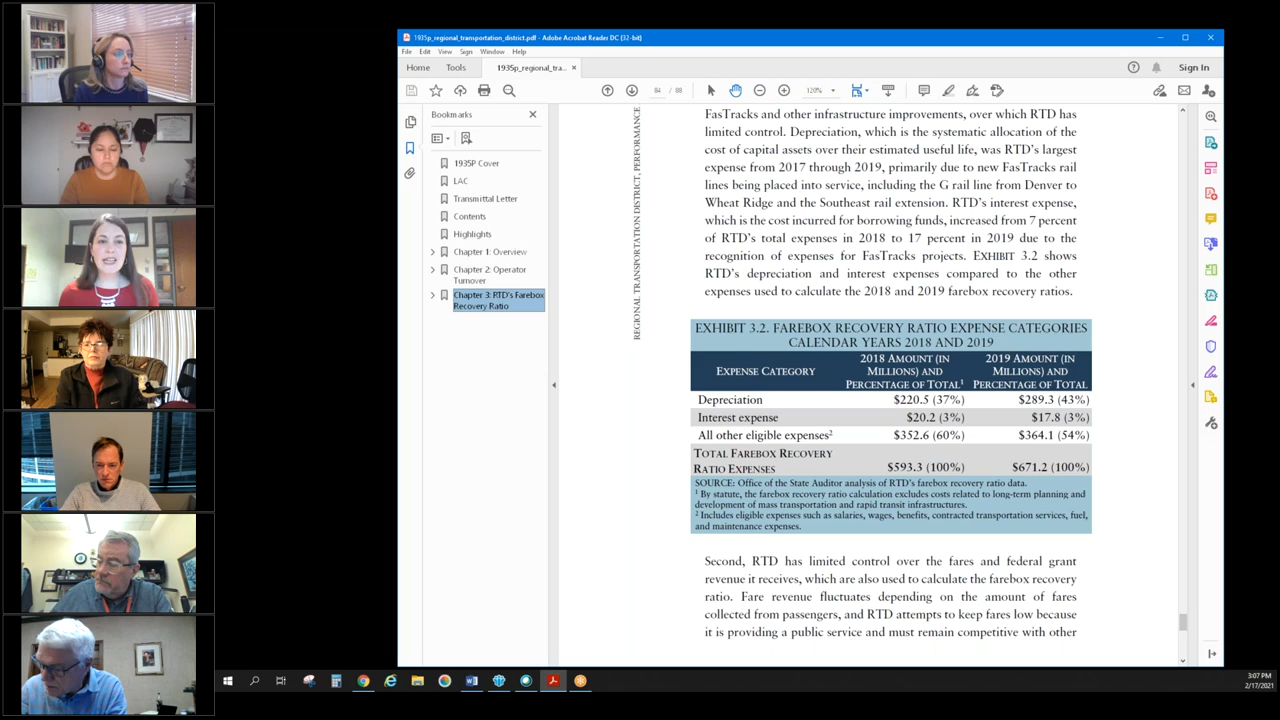 1935p_regional_transportation_district.pdf - Adobe Acrobat Reader DC (32-bit)
File Edit View Sign Window Help
Home Tools 1935p_regional_tra... × Sign In
84 / 88 120%
Bookmarks
1935P Cover
LAC
Transmittal Letter
Contents
Highlights
Chapter 1: Overview
Chapter 2: Operator
Turnover
Chapter 3: RTD's Farebox
Recovery Ratio
REGIONAL TRANSPORTATION DISTRICT, PERFORMANCE
FasTracks and other infrastructure improvements, over which RTD has
limited control. Depreciation, which is the systematic allocation of the
cost of capital assets over their estimated useful life, was RTD's largest
expense from 2017 through 2019, primarily due to new FasTracks rail
lines being placed into service, including the G rail line from Denver to
Wheat Ridge and the Southeast rail extension. RTD's interest expense,
which is the cost incurred for borrowing funds, increased from 7 percent
of RTD's total expenses in 2018 to 17 percent in 2019 due to the
recognition of expenses for FasTracks projects. EXHIBIT 3.2 shows
RTD's depreciation and interest expenses compared to the other
expenses used to calculate the 2018 and 2019 farebox recovery ratios.
EXHIBIT 3.2. FAREBOX RECOVERY RATIO EXPENSE CATEGORIES
CALENDAR YEARS 2018 AND 2019
EXPENSE CATEGORY
2018 AMOUNT (IN
MILLIONS) AND
PERCENTAGE OF TOTAL¹
2019 AMOUNT (IN
MILLIONS) AND
PERCENTAGE OF TOTAL
Depreciation $220.5 (37%) $289.3 (43%)
Interest expense $20.2 (3%) $17.8 (3%)
All other eligible expenses² $352.6 (60%) $364.1 (54%)
TOTAL FAREBOX RECOVERY
RATIO EXPENSES $593.3 (100%) $671.2 (100%)
SOURCE: Office of the State Auditor analysis of RTD's farebox recovery ratio data.
¹ By statute, the farebox recovery ratio calculation excludes costs related to long-term planning and
development of mass transportation and rapid transit infrastructures.
² Includes eligible expenses such as salaries, wages, benefits, contracted transportation services, fuel,
and maintenance expenses.
Second, RTD has limited control over the fares and federal grant
revenue it receives, which are also used to calculate the farebox recovery
ratio. Fare revenue fluctuates depending on the amount of fares
collected from passengers, and RTD attempts to keep fares low because
it is providing a public service and must remain competitive with other
3:07 PM
2/17/2021